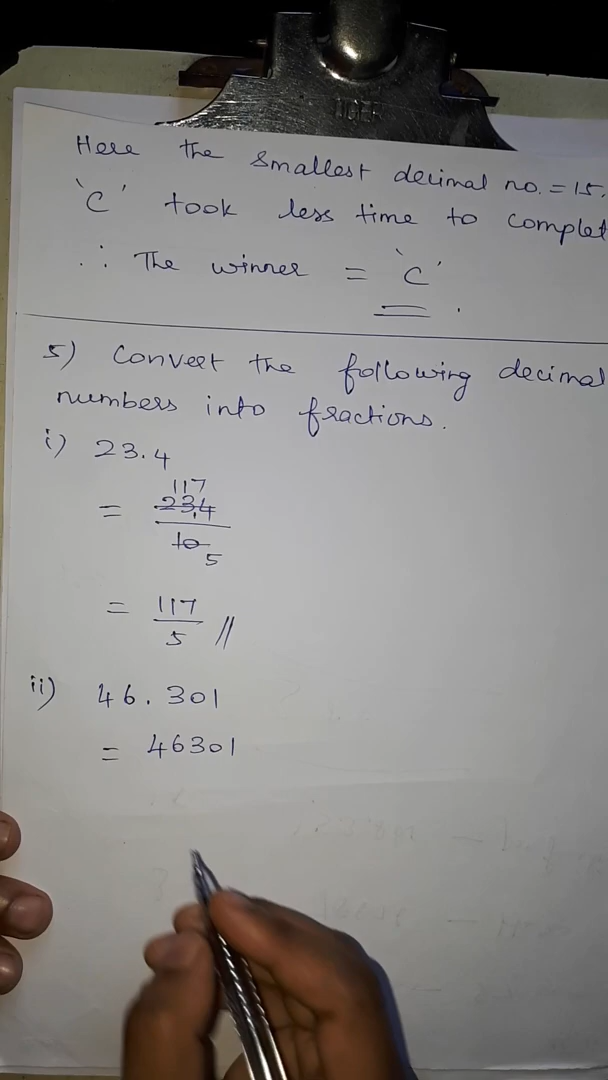 Here the smallest decimal no. = 15.
'C' took less time to complet
∴ The winner = 'C'
5) Convert the following decimal
numbers into fractions.
i) 23.4
117
= 234
10 5
= 117
5 //
ii) 46.301
= 46301